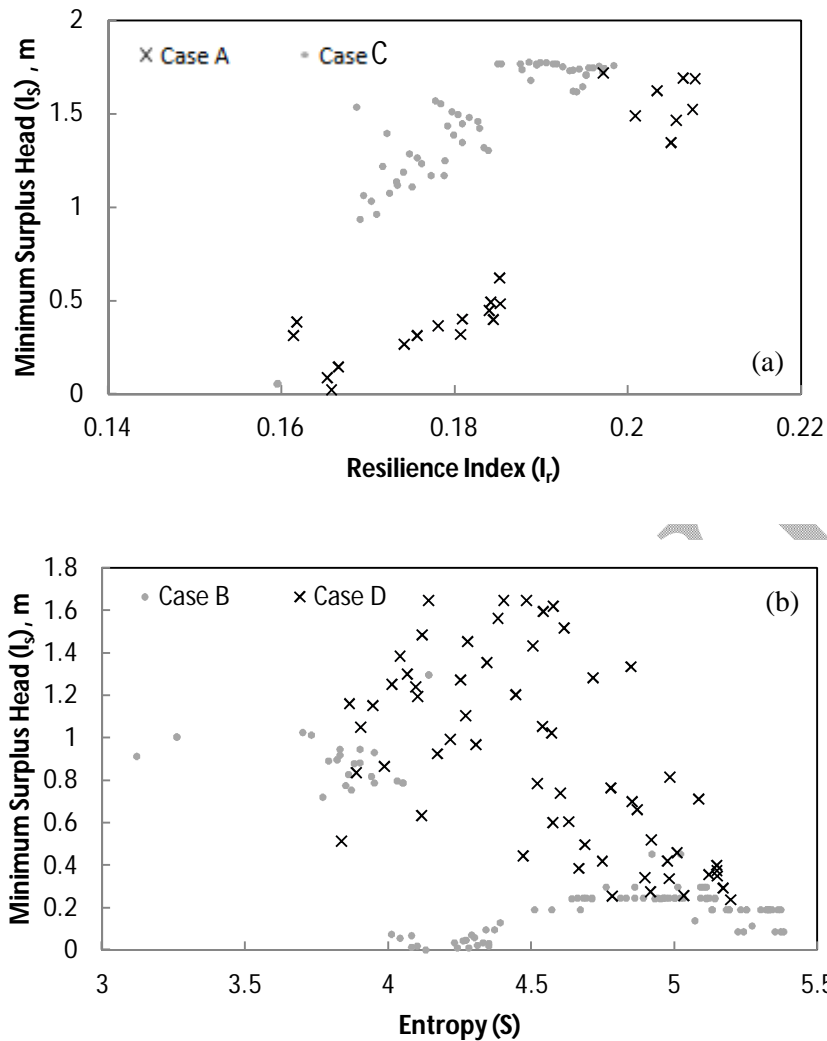 2
Case A
Case C
1.5
1
0.5
0
Minimum Surplus Head (Is) , m
(a)
0.14
0.16
0.18
0.2
0.22
Resilience Index (Ir)
1.8
Case B
Case D
(b)
1.6
1.4
1.2
1
0.8
0.6
0.4
0.2
0
Minimum Surplus Head (Is), m
3
3.5
4
4.5
5
5.5
Entropy (S)